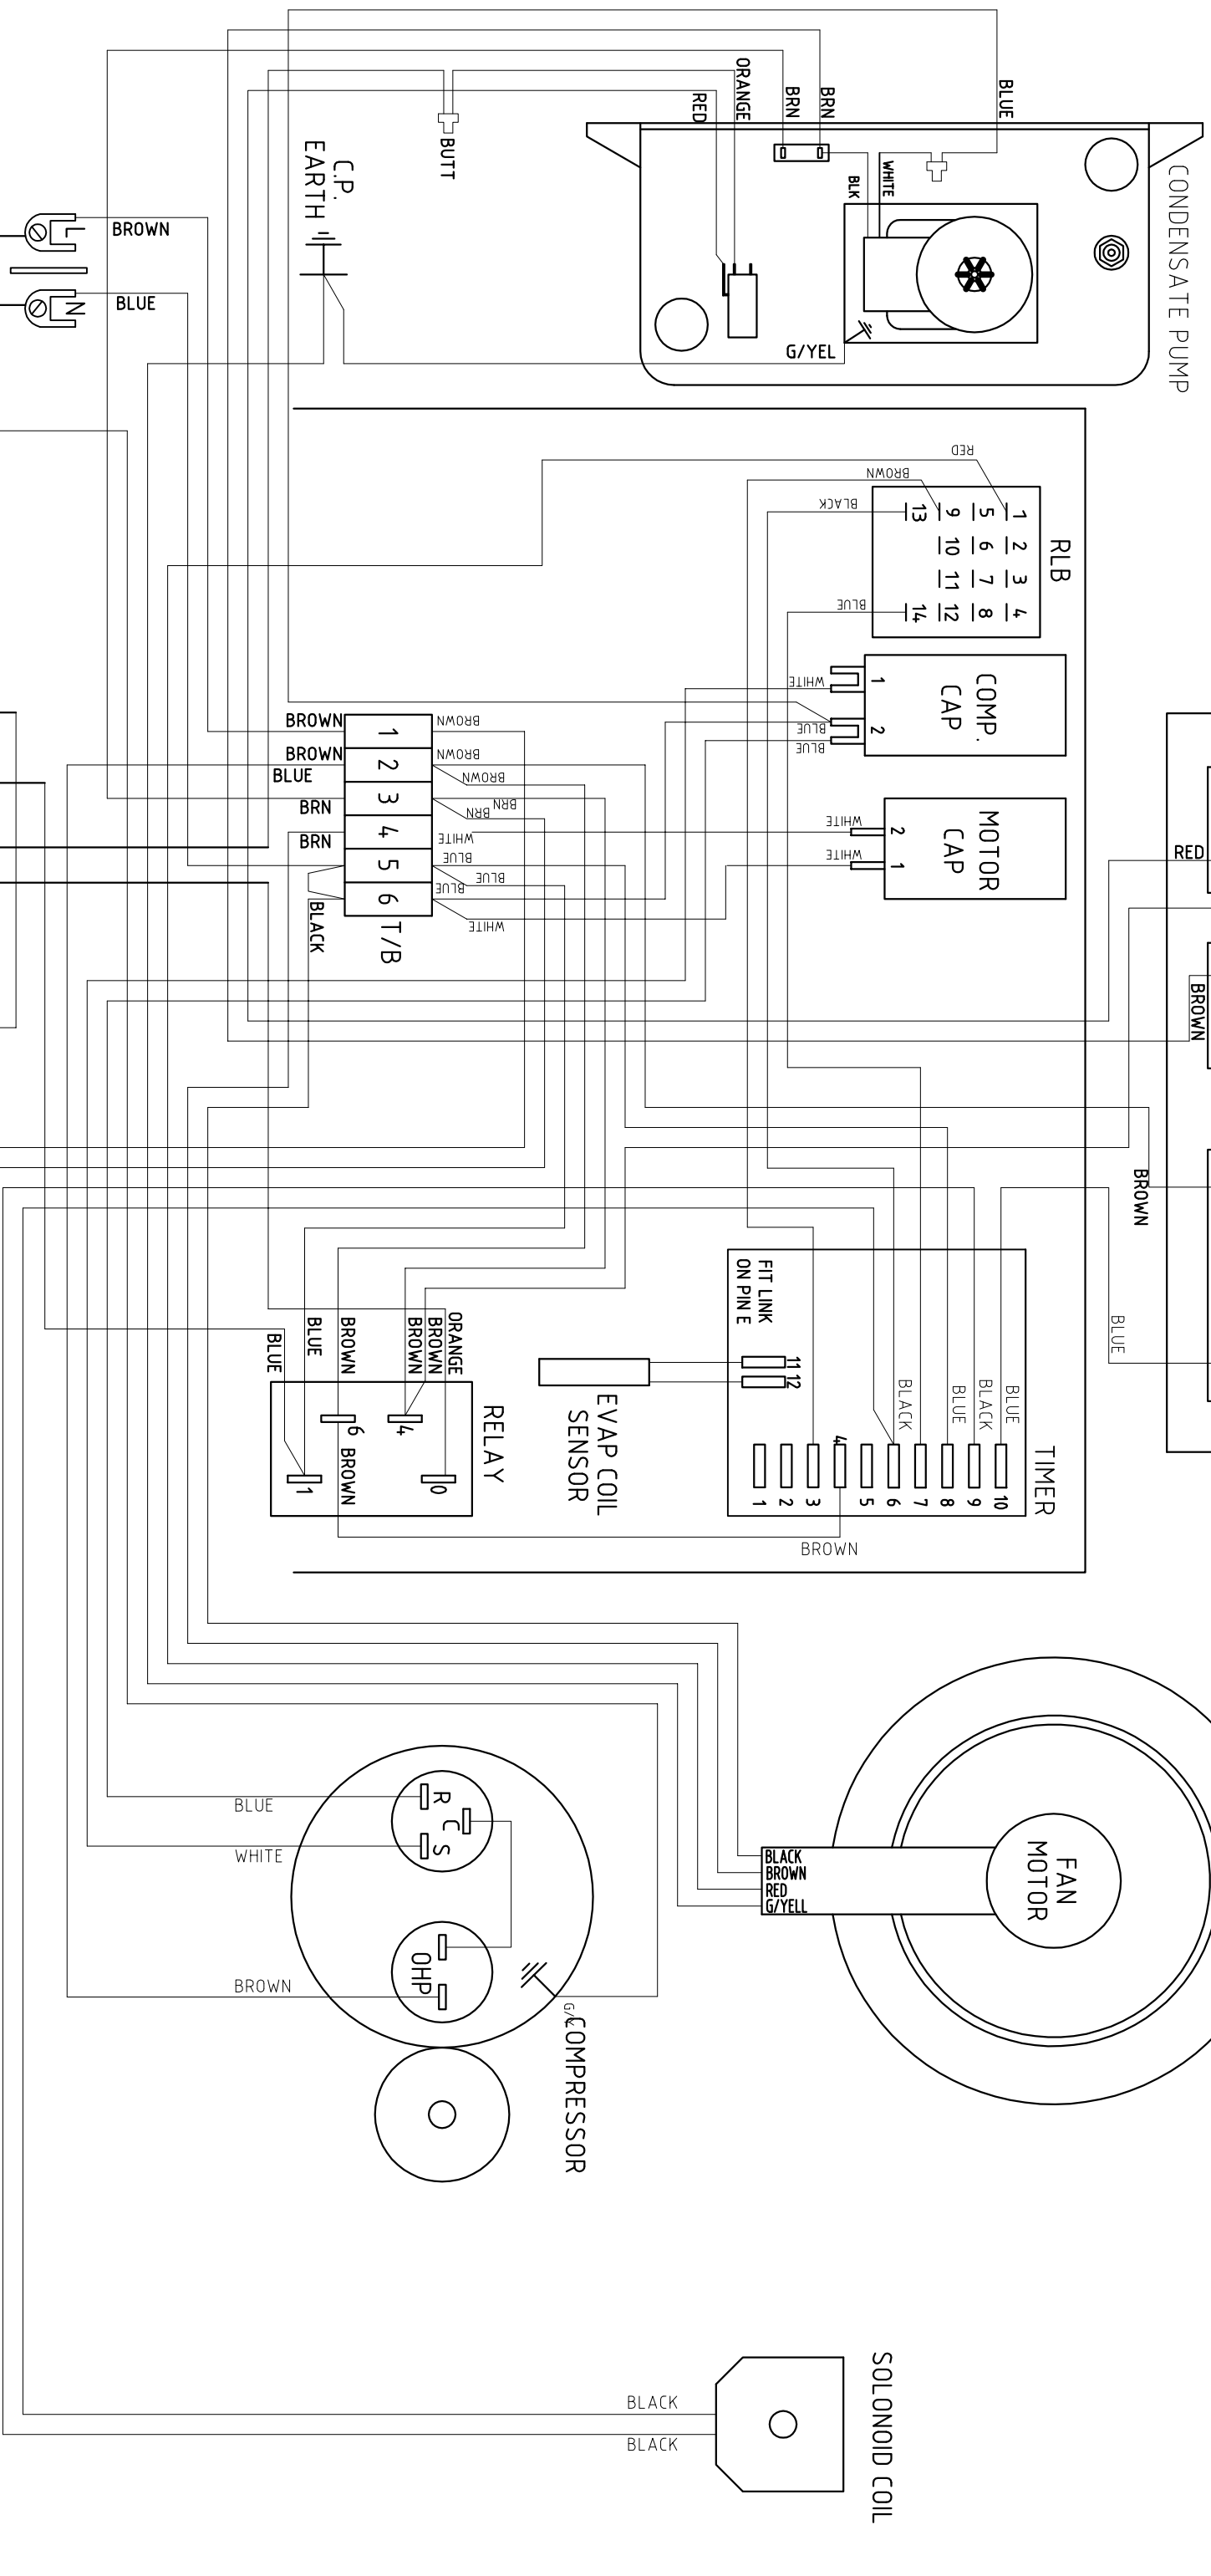 BLUE
BRN
BRN
ORANGE
RED
BUTT
C.P.
EARTH
WHITE
BLK
G/YEL
CONDENSATE PUMP
L
BROWN
N
BLUE
RED
BROWN
BLACK
BLUE
1 2 3 4
5 6 7 8
9 10 11 12
13 14
RLB
WHITE
BLUE
BLUE
1
2
COMP.
CAP
WHITE
WHITE
2
1
MOTOR
CAP
BROWN
BROWN
BLUE
BRN
BRN
BLACK
1
2
3
4
5
6
T/B
BROWN
BROWN
BROWN
BRN
BRN
WHITE
BLUE
BLUE
BLUE
WHITE
RED
BROWN
BROWN
BLUE
FIT LINK
ON PIN E
11
12
BLACK
BLUE
BLACK
BLUE
4
1
2
3
5
6
7
8
9
10
TIMER
BROWN
EVAP COIL
SENSOR
BLUE
BLUE
BROWN
BROWN
BROWN
ORANGE
6
4
BROWN
1
0
RELAY
BLACK
BROWN
RED
G/YELL
FAN
MOTOR
BLUE
WHITE
BROWN
R
C
S
OHP
COMPRESSOR
BLACK
BLACK
SOLONOID COIL